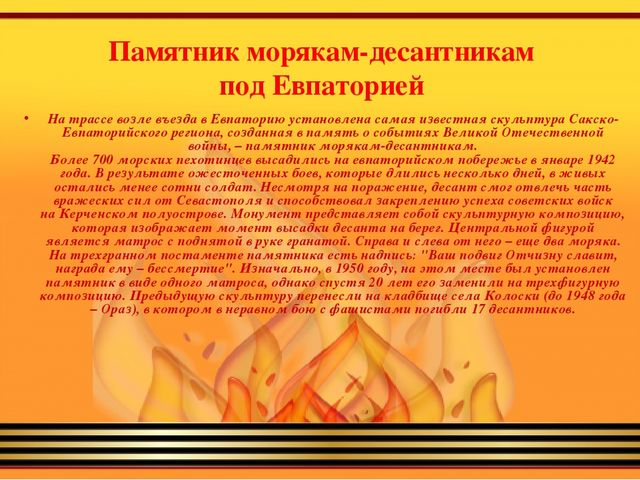 Памятник морякам-десантникам
под Евпаторией
• На трассе возле въезда в Евпаторию установлена самая известная скульптура Сакско-
Евпаторийского региона, созданная в память о событиях Великой Отечественной
войны, – памятник морякам-десантникам.
Более 700 морских пехотинцев высадились на евпаторийском побережье в январе 1942
года. В результате ожесточенных боев, которые длились несколько дней, в живых
остались менее сотни солдат. Несмотря на поражение, десант смог отвлечь часть
вражеских сил от Севастополя и способствовал закреплению успеха советских войск
на Керченском полуострове. Монумент представляет собой скульптурную композицию,
которая изображает момент высадки десанта на берег. Центральной фигурой
является матрос с поднятой в руке гранатой. Справа и слева от него – еще два моряка.
На трехгранном постаменте памятника есть надпись: "Ваш подвиг Отчизну славит,
награда ему – бессмертие". Изначально, в 1950 году, на этом месте был установлен
памятник в виде одного матроса, однако спустя 20 лет его заменили на трехфигурную
композицию. Предыдущую скульптуру перенесли на кладбище села Колоски (до 1948 года
– Ораз), в котором в неравном бою с фашистами погибли 17 десантников.